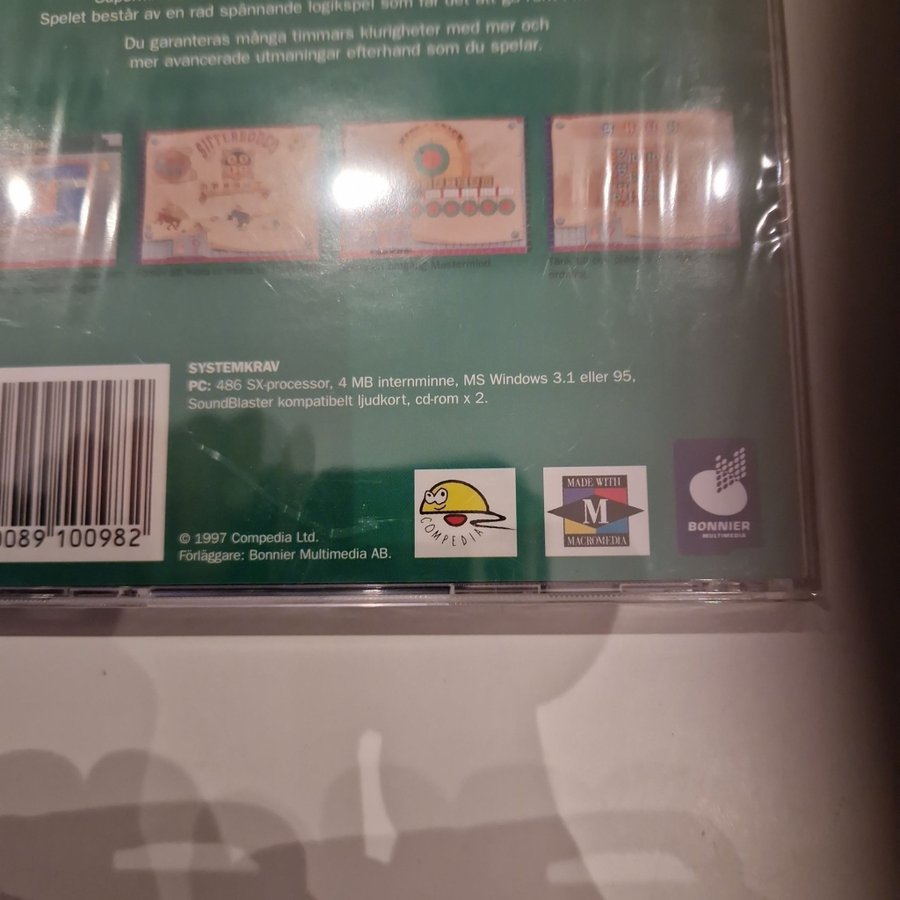 Spelet består av en rad spännande logikspel som får det att gå runt
Du garanteras många timmars klurigheter med mer och
mer avancerade utmaningar efterhand som du spelar.
Mastermind
SYSTEMKRAV
PC: 486 SX-processor, 4 MB internminne, MS Windows 3.1 eller 95,
SoundBlaster kompatibelt ljudkort, cd-rom x 2.
0089 100982
© 1997 Compedia Ltd.
Förläggare: Bonnier Multimedia AB.
COMPEDIA
MADE WITH
M
MACROMEDIA
BONNIER
MULTIMEDIA